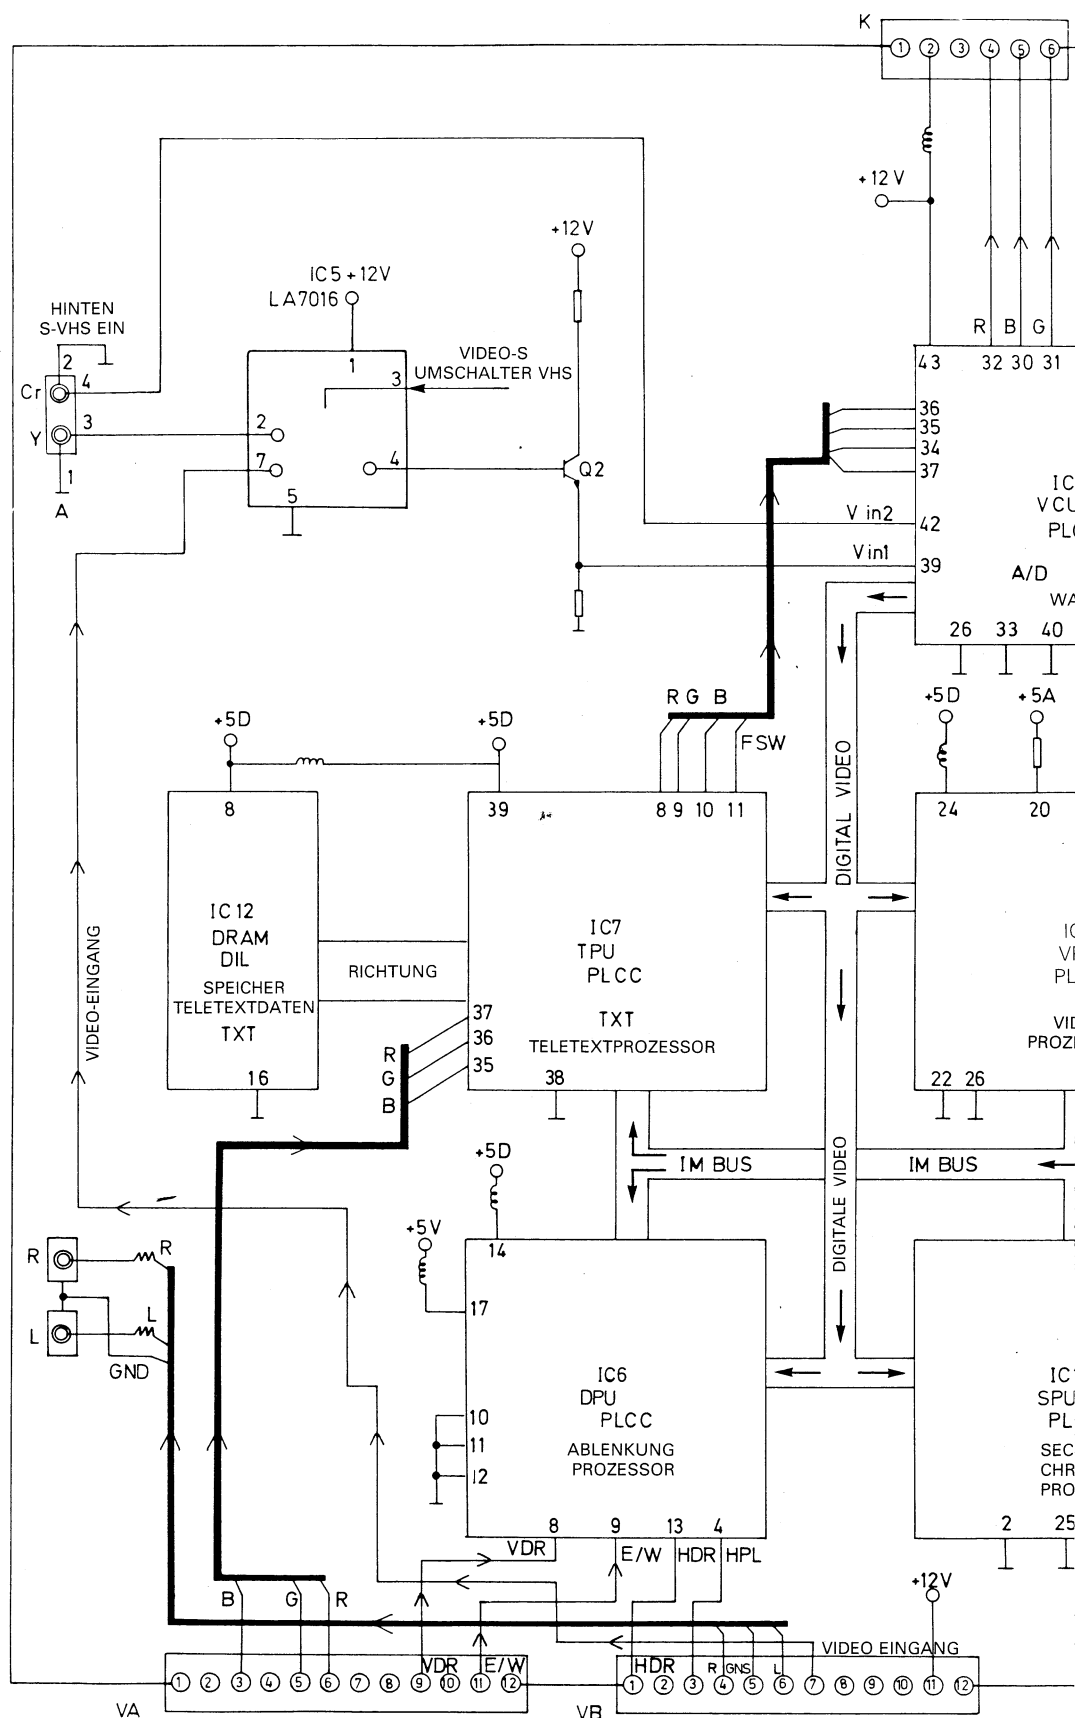 K
1 2 3 4 5 6
+12V
+12V
IC5 +12V
LA7016
HINTEN
S-VHS EIN
2
Cr 4
Y 3
1
A
1
3
VIDEO-S
UMSCHALTER VHS
2
7
4
5
Q2
R B G
43 32 30 31
36
35
34
37
V in2 42
Vin1 39
A/D
26 33 40
+5D +5A
24 20
22 26
R G B
FSW
+5D +5D
8
IC12
DRAM
DIL
SPEICHER
TELETEXTDATEN
TXT
16
RICHTUNG
39 8 9 10 11
IC7
TPU
PLCC
TXT
TELETEXTPROZESSOR
37
36
35
38
R
G
B
DIGITAL VIDEO
VIDEO-EINGANG
IM BUS IM BUS
DIGITALE VIDEO
+5D
+5V
14
17
IC6
DPU
PLCC
ABLENKUNG
PROZESSOR
10
11
12
8 9 13 4
VDR E/W HDR HPL
R R
L L
GND
2 25
+12V
B G R
VIDEO EINGANG
VDR E/W
1 2 3 4 5 6 7 8 9 10 11 12
VA
HDR R GNS L
1 2 3 4 5 6 7 8 9 10 11 12
VB